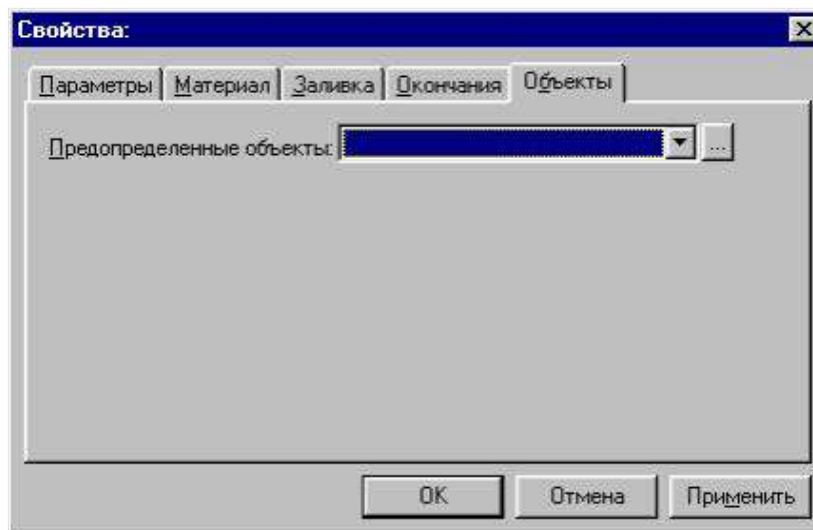 Свойства:
Параметры Материал Заливка Окончания Объекты
Предопределенные объекты: ...
OK Отмена Применить